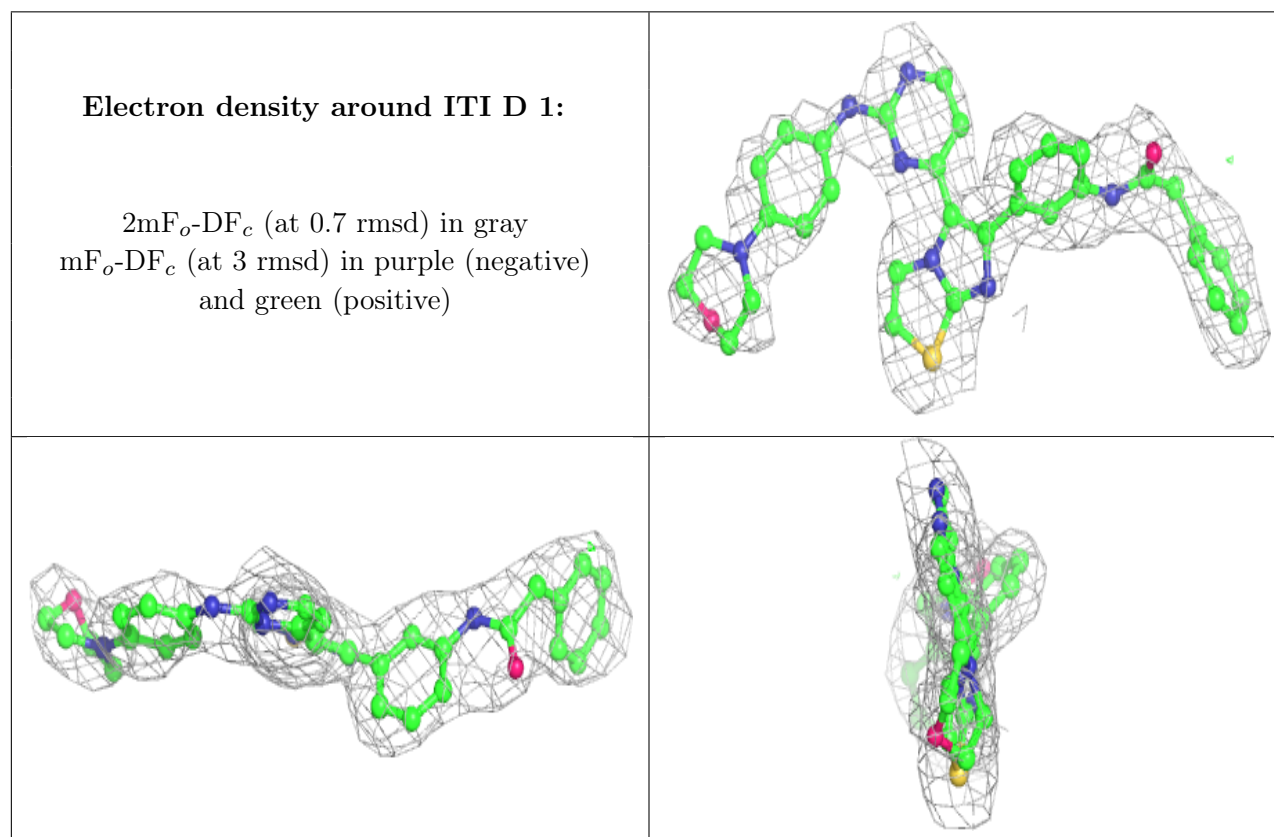 Electron density around ITI D 1:
2mFₒ-DF𝒸 (at 0.7 rmsd) in gray
mFₒ-DF𝒸 (at 3 rmsd) in purple (negative)
and green (positive)